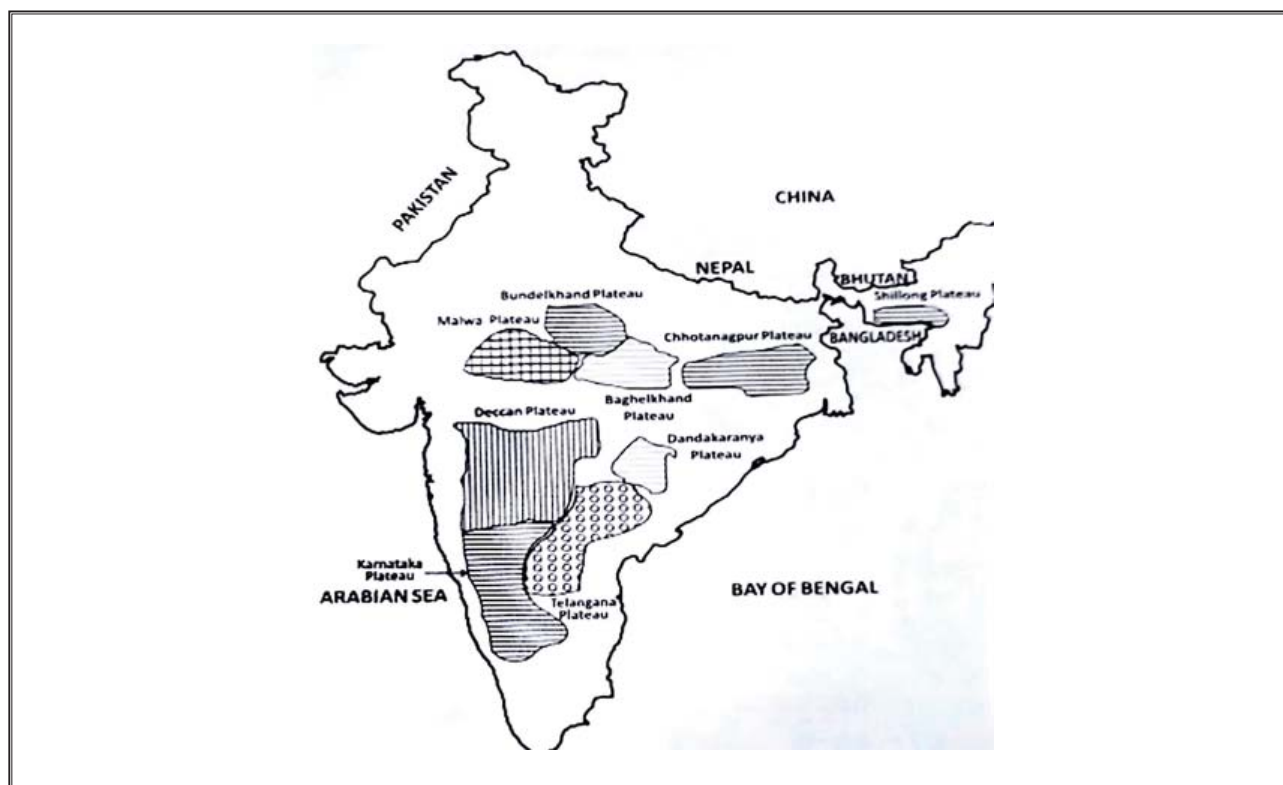 PAKISTAN
CHINA
NEPAL
BHUTAN
Shillong Plateau
Bundelkhand Plateau
Malwa Plateau
Chhotanagpur Plateau
BANGLADESH
Baghelkhand
Plateau
Deccan Plateau
Dandakaranya
Plateau
Karnataka
Plateau
ARABIAN SEA
Telangana
Plateau
BAY OF BENGAL